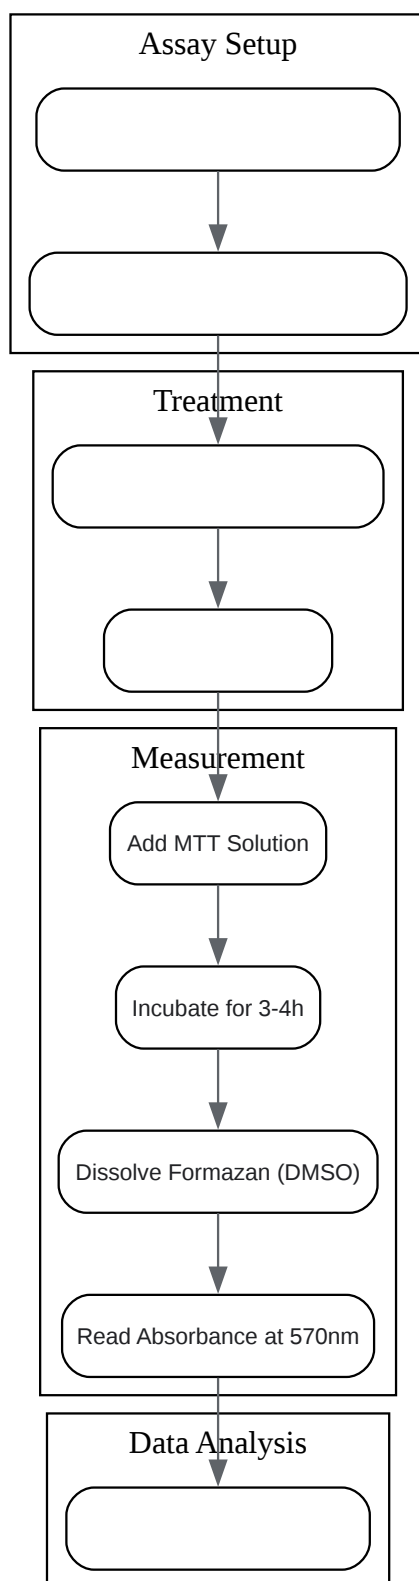 Assay Setup
Treatment
Measurement
Add MTT Solution
Incubate for 3-4h
Dissolve Formazan (DMSO)
Read Absorbance at 570nm
Data Analysis